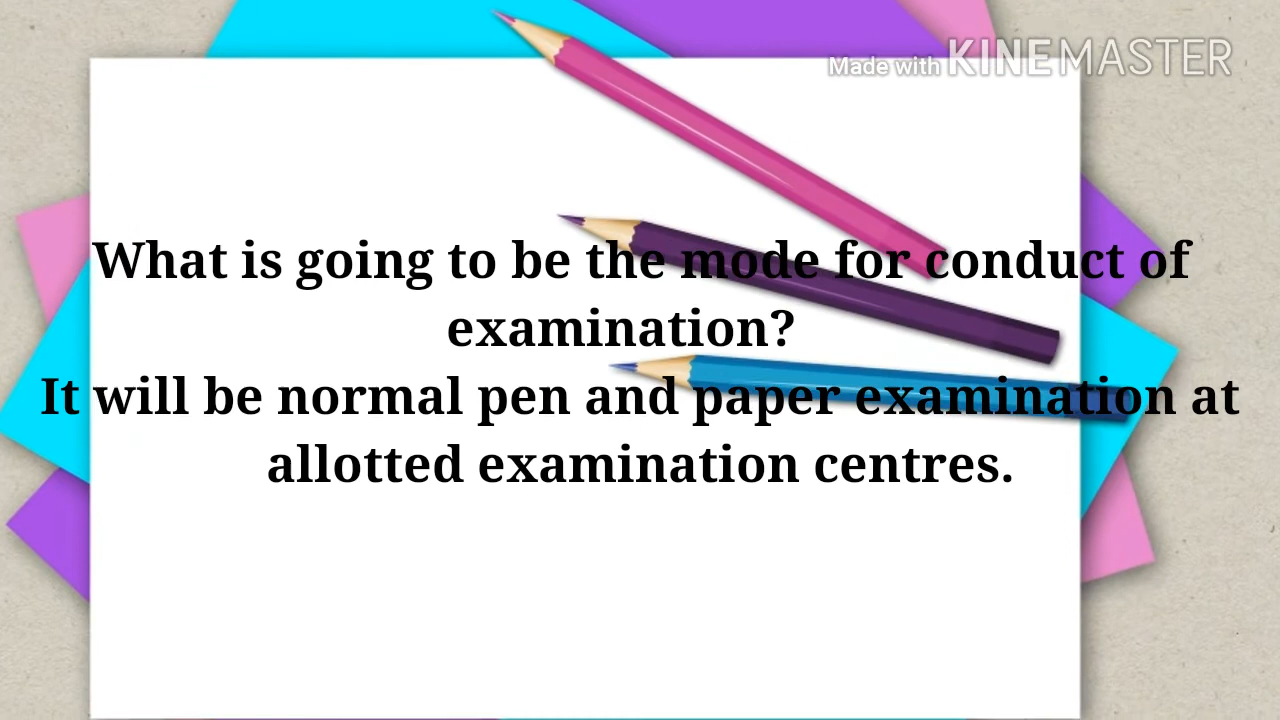 Made with KINEMASTER
What is going to be the mode for conduct of
examination?
It will be normal pen and paper examination at
allotted examination centres.